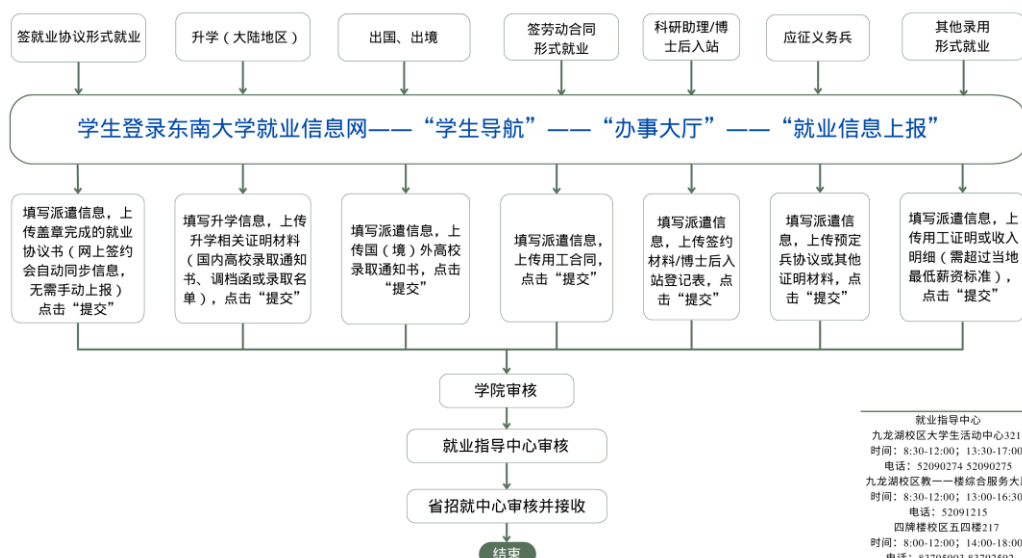 签就业协议形式就业
升学（大陆地区）
出国、出境
签劳动合同
形式就业
科研助理/博
士后入站
应征义务兵
其他录用
形式就业
学生登录东南大学就业信息网——“学生导航”——“办事大厅”——“就业信息上报”
填写派遣信息，上
传盖章完成的就业
协议书（网上签约
会自动同步信息，
无需手动上报）
点击“提交”
填写升学信息，上传
升学相关证明材料
（国内高校录取通知
书、调档函或录取名
单），点击“提交”
填写派遣信息，上
传国（境）外高校
录取通知书，点击
“提交”
填写派遣信息，
上传用工合同，
点击“提交”
填写派遣信
息，上传签约
材料/博士后入
站登记表，点
击“提交”
填写派遣信
息，上传预定
兵协议或其他
证明材料，点
击“提交”
填写派遣信息，上
传用工证明或收入
明细（需超过当地
最低薪资标准），
点击“提交”
学院审核
就业指导中心审核
省招就中心审核并接收
结束
就业指导中心
九龙湖校区大学生活动中心321
时间：8:30-12:00；13:30-17:00
电话：52090274 52090275
九龙湖校区教一一楼综合服务大
时间：8:30-12:00；13:00-16:30
电话：52091215
四牌楼校区五四楼217
时间：8:00-12:00；14:00-18:00